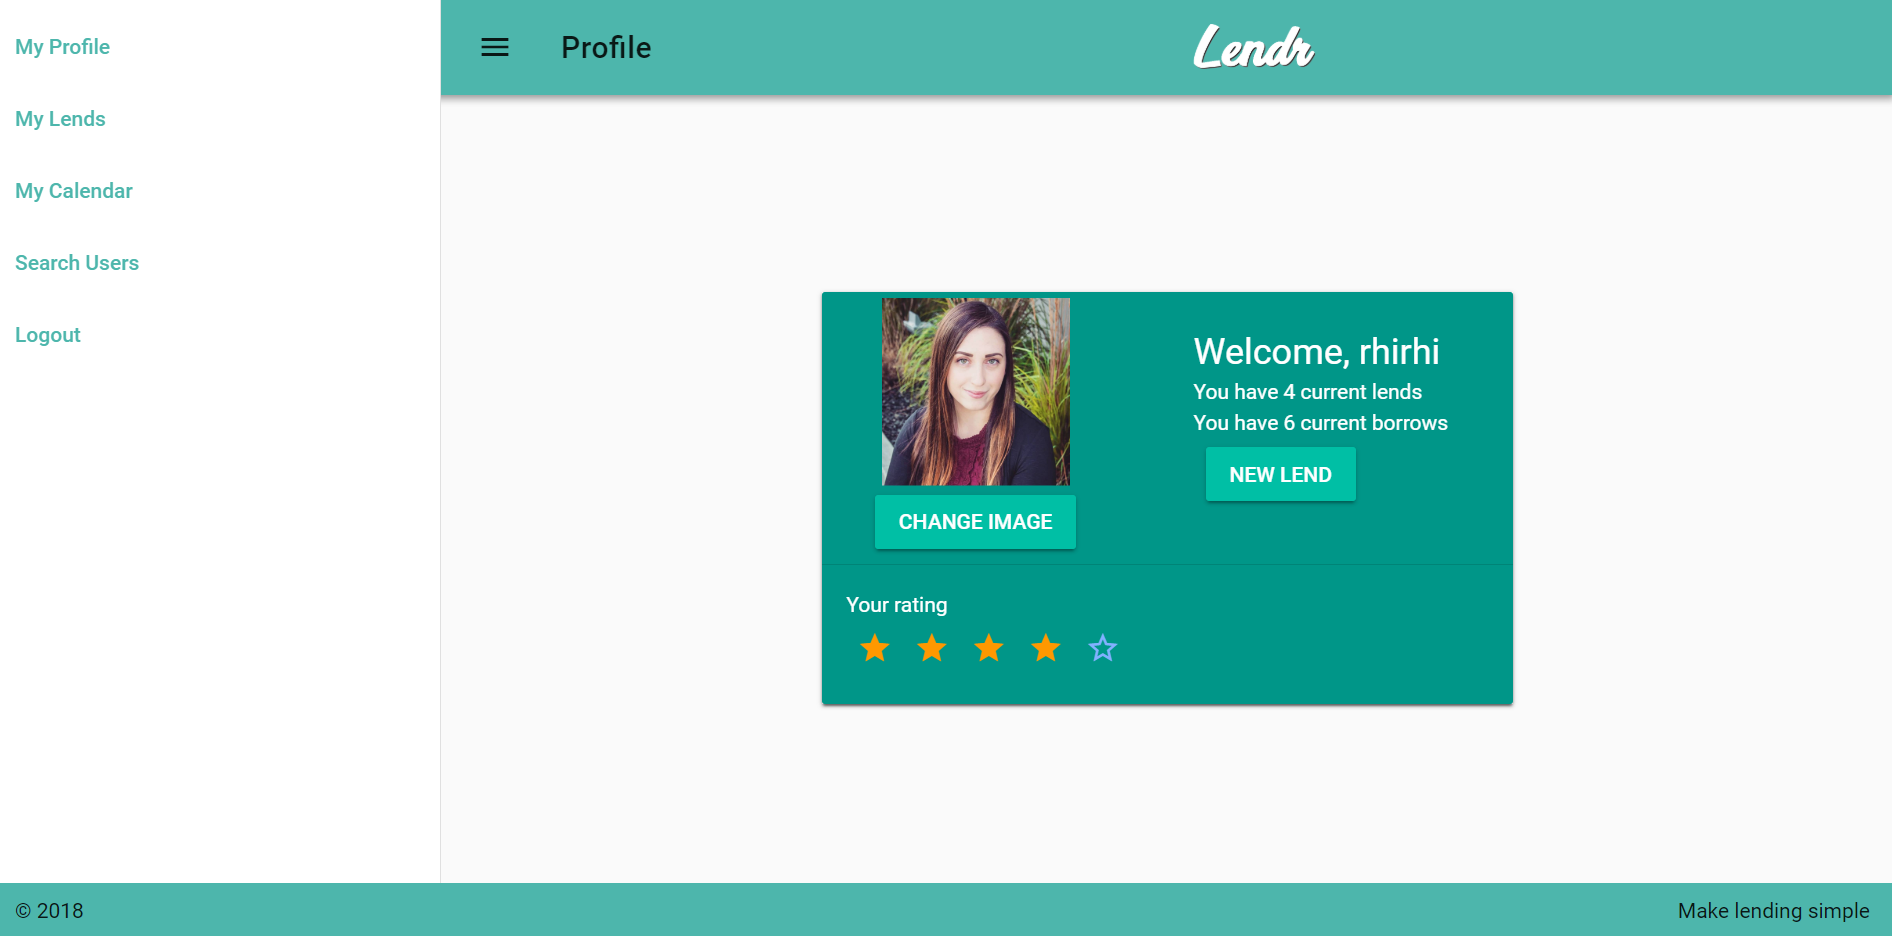 My Profile
My Lends
My Calendar
Search Users
Logout
Profile
Lendr
Welcome, rhirhi
You have 4 current lends
You have 6 current borrows
NEW LEND
CHANGE IMAGE
Your rating
© 2018
Make lending simple